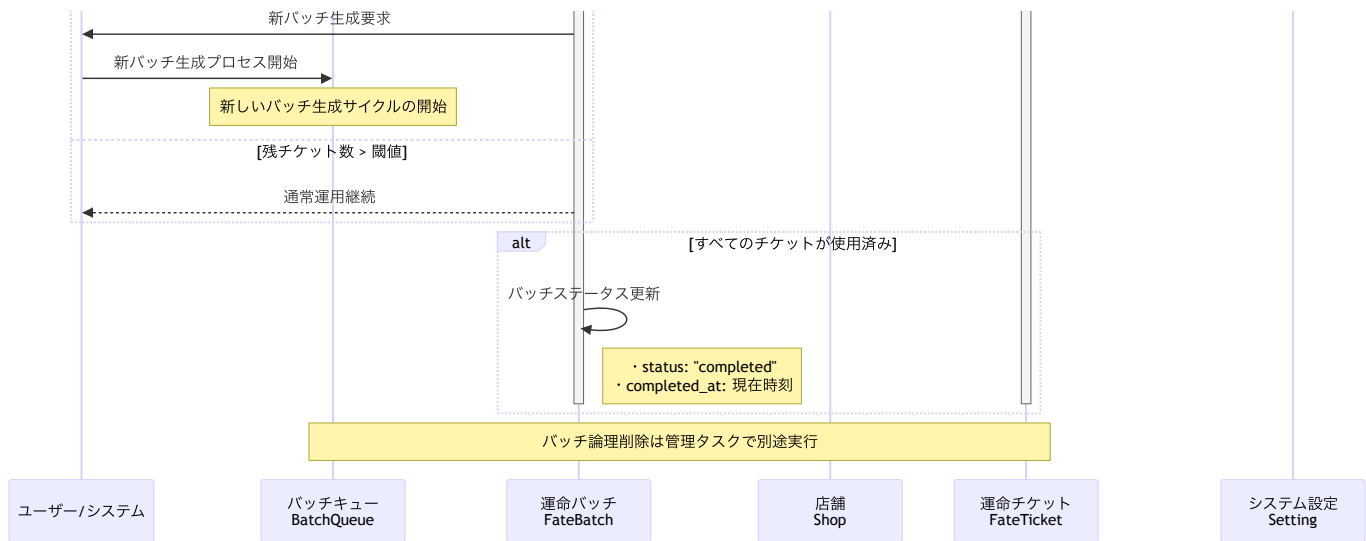 新バッチ生成要求
新バッチ生成プロセス開始
新しいバッチ生成サイクルの開始
[残チケット数 > 閾値]
通常運用継続
alt
[すべてのチケットが使用済み]
バッチステータス更新
・status: "completed"
・completed_at: 現在時刻
バッチ論理削除は管理タスクで別途実行
ユーザー/システム
バッチキュー
BatchQueue
運命バッチ
FateBatch
店舗
Shop
運命チケット
FateTicket
システム設定
Setting